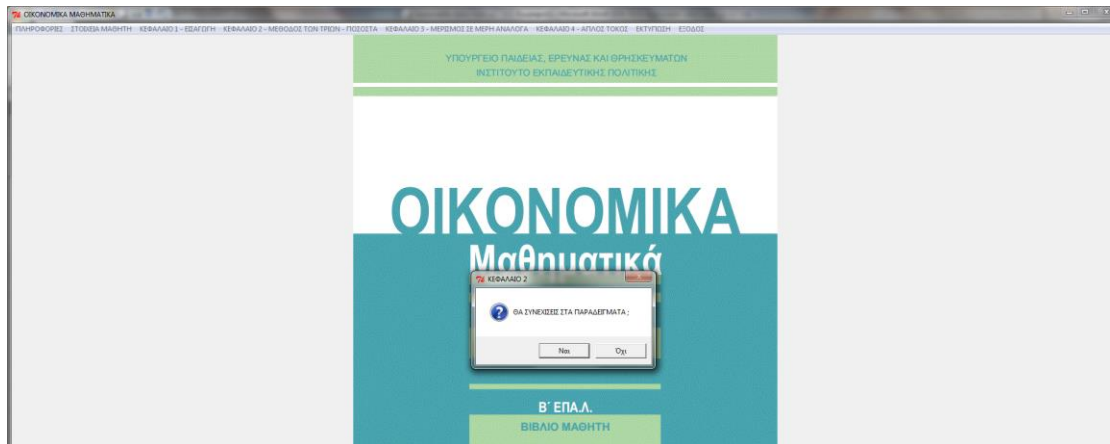 ΟΙΚΟΝΟΜΙΚΑ ΜΑΘΗΜΑΤΙΚΑ
ΠΛΗΡΟΦΟΡΙΕΣ ΣΤΟΙΧΕΙΑ ΜΑΘΗΤΗ ΚΕΦΑΛΑΙΟ 1 - ΕΙΣΑΓΩΓΗ ΚΕΦΑΛΑΙΟ 2 - ΜΕΘΟΔΟΣ ΤΩΝ ΤΡΙΩΝ - ΠΟΣΟΣΤΑ ΚΕΦΑΛΑΙΟ 3 - ΜΕΡΙΣΜΟΣ ΣΕ ΜΕΡΗ ΑΝΑΛΟΓΑ ΚΕΦΑΛΑΙΟ 4 - ΑΠΛΟΣ ΤΟΚΟΣ ΕΚΤΥΠΩΣΗ ΕΞΟΔΟΣ
ΥΠΟΥΡΓΕΙΟ ΠΑΙΔΕΙΑΣ, ΕΡΕΥΝΑΣ ΚΑΙ ΘΡΗΣΚΕΥΜΑΤΩΝ
ΙΝΣΤΙΤΟΥΤΟ ΕΚΠΑΙΔΕΥΤΙΚΗΣ ΠΟΛΙΤΙΚΗΣ
ΟΙΚΟΝΟΜΙΚΑ
Μαθηματικά
ΚΕΦΑΛΑΙΟ 2
ΘΑ ΣΥΝΕΧΙΣΕΙΣ ΣΤΑ ΠΑΡΑΔΕΙΓΜΑΤΑ ;
Ναι Όχι
Β΄ ΕΠΑ.Λ.
ΒΙΒΛΙΟ ΜΑΘΗΤΗ